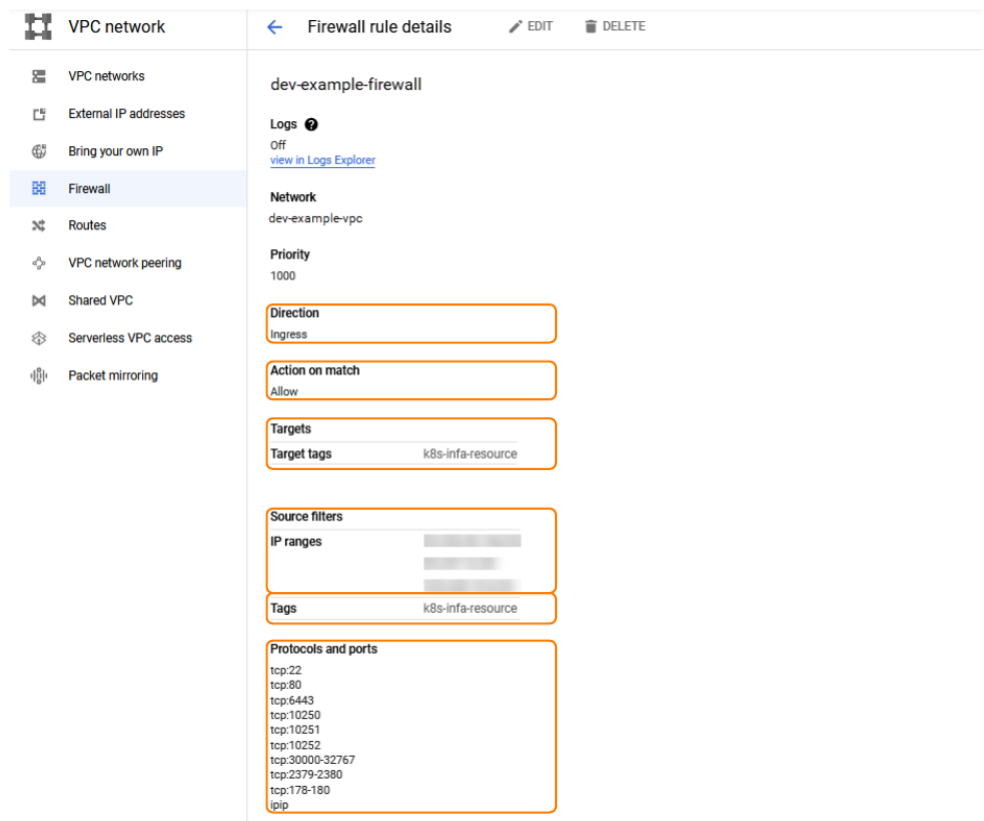 VPC network
Firewall rule details
EDIT
DELETE
VPC networks
External IP addresses
Bring your own IP
Firewall
Routes
VPC network peering
Shared VPC
Serverless VPC access
Packet mirroring
dev-example-firewall
Logs
Off
view in Logs Explorer
Network
dev-example-vpc
Priority
1000
Direction
Ingress
Action on match
Allow
Targets
Target tags k8s-infa-resource
Source filters
IP ranges
Tags k8s-infa-resource
Protocols and ports
tcp:22
tcp:80
tcp:6443
tcp:10250
tcp:10251
tcp:10252
tcp:30000-32767
tcp:2379-2380
tcp:178-180
ipip